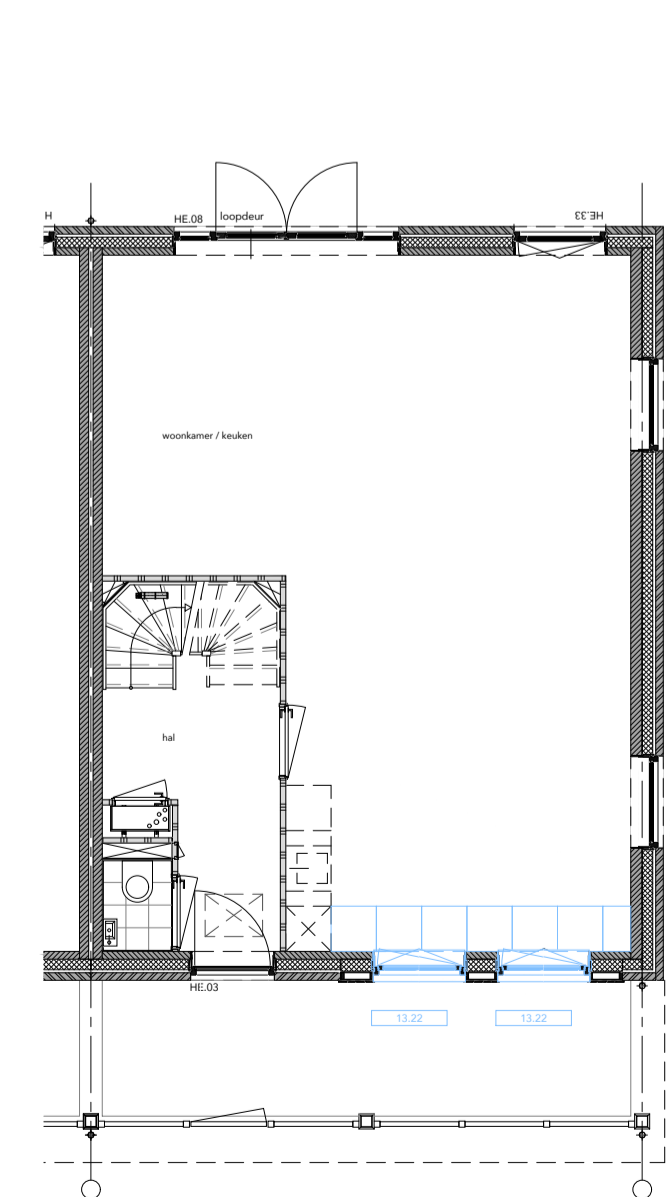 H
HE.08 loopdeur
HE.33
woonkamer / keuken
hal
HE.03
13.22 13.22